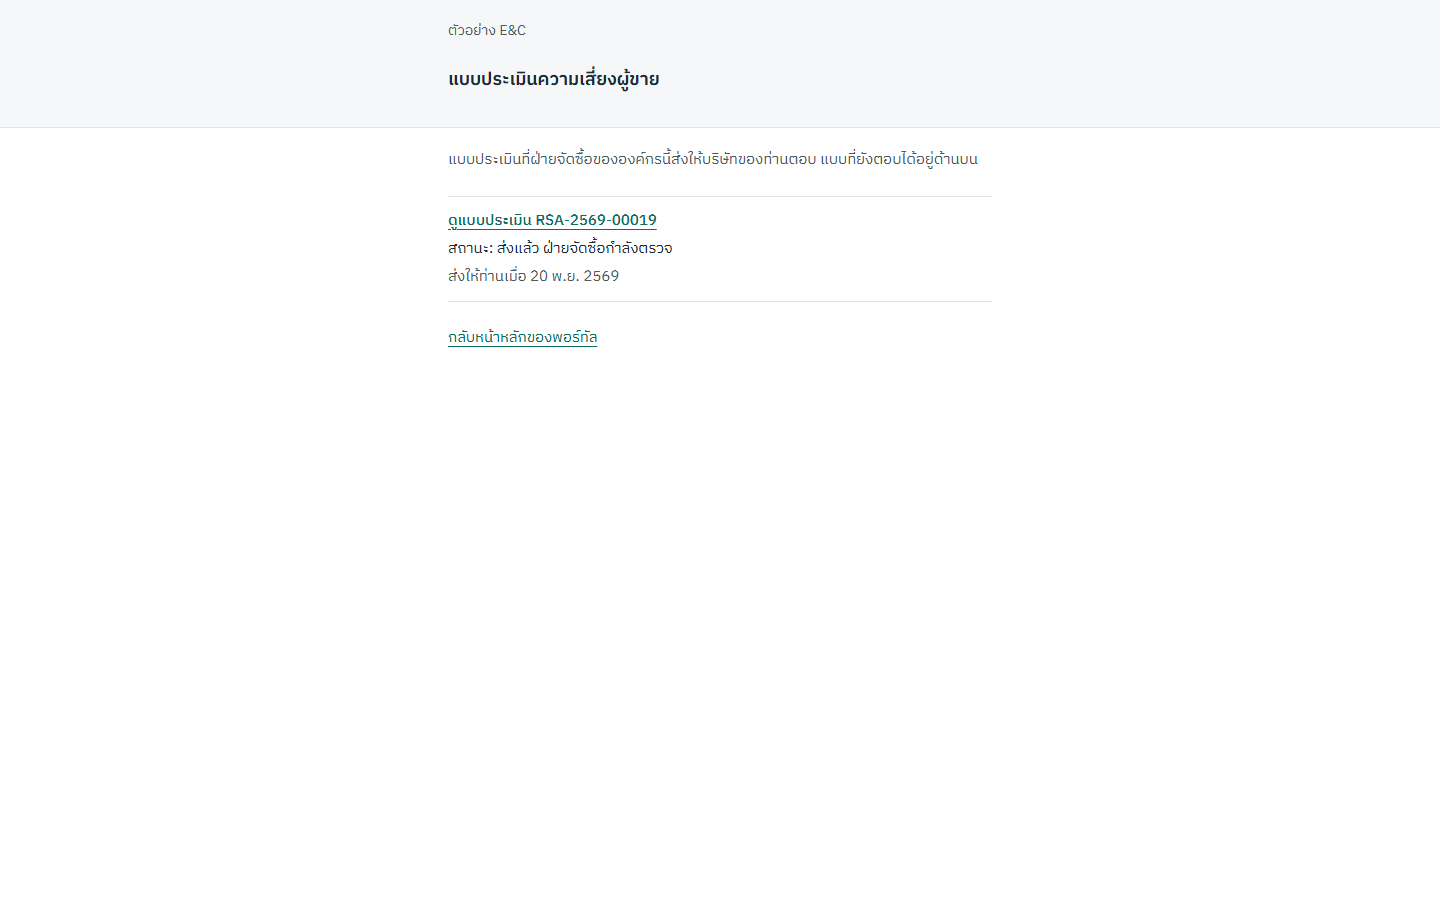 ตัวอย่าง E&C
แบบประเมินความเสี่ยงผู้ขาย
แบบประเมินที่ฝ่ายจัดซื้อขององค์กรนี้ส่งให้บริษัทของท่านตอบ แบบที่ยังตอบได้อยู่ด้านบน
ดูแบบประเมิน RSA-2569-00019
สถานะ: ส่งแล้ว ฝ่ายจัดซื้อกำลังตรวจ
ส่งให้ท่านเมื่อ 20 พ.ย. 2569
กลับหน้าหลักของพอร์ทัล